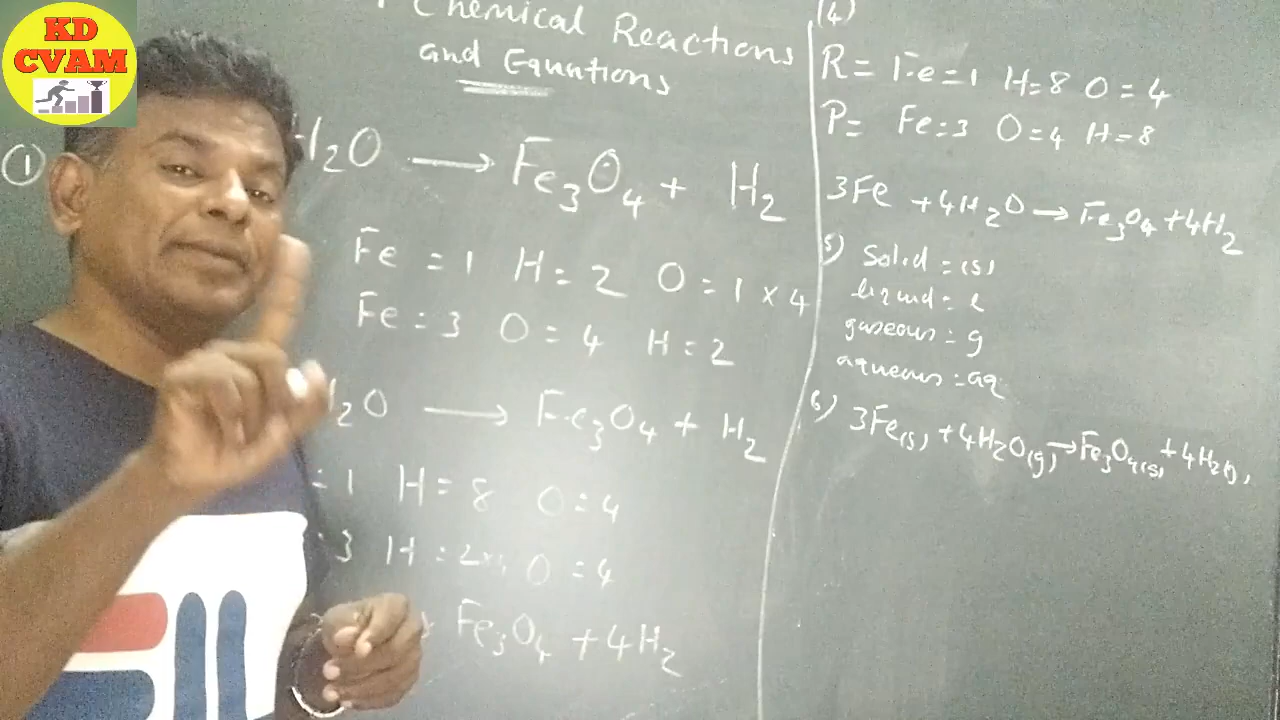 KD
CVAM
Chemical Reactions
and Equations
①
H₂O ⟶ Fe₃O₄ + H₂
Fe = 1 H = 2 O = 1 × 4
Fe = 3 O = 4 H = 2
H₂O ⟶ Fe₃O₄ + H₂
= 1 H = 8 O = 4
= 3 H = 2× O = 4
Fe₃O₄ + 4H₂
(4)
R = Fe = 1 H = 8 O = 4
P = Fe = 3 O = 4 H = 8
3Fe + 4H₂O ⟶ Fe₃O₄ + 4H₂
5) Solid = (s)
liquid = l
gaseous = g
aqueous = aq
6) 3Fe(s) + 4H₂O(g) → Fe₃O₄(s) + 4H₂(g)